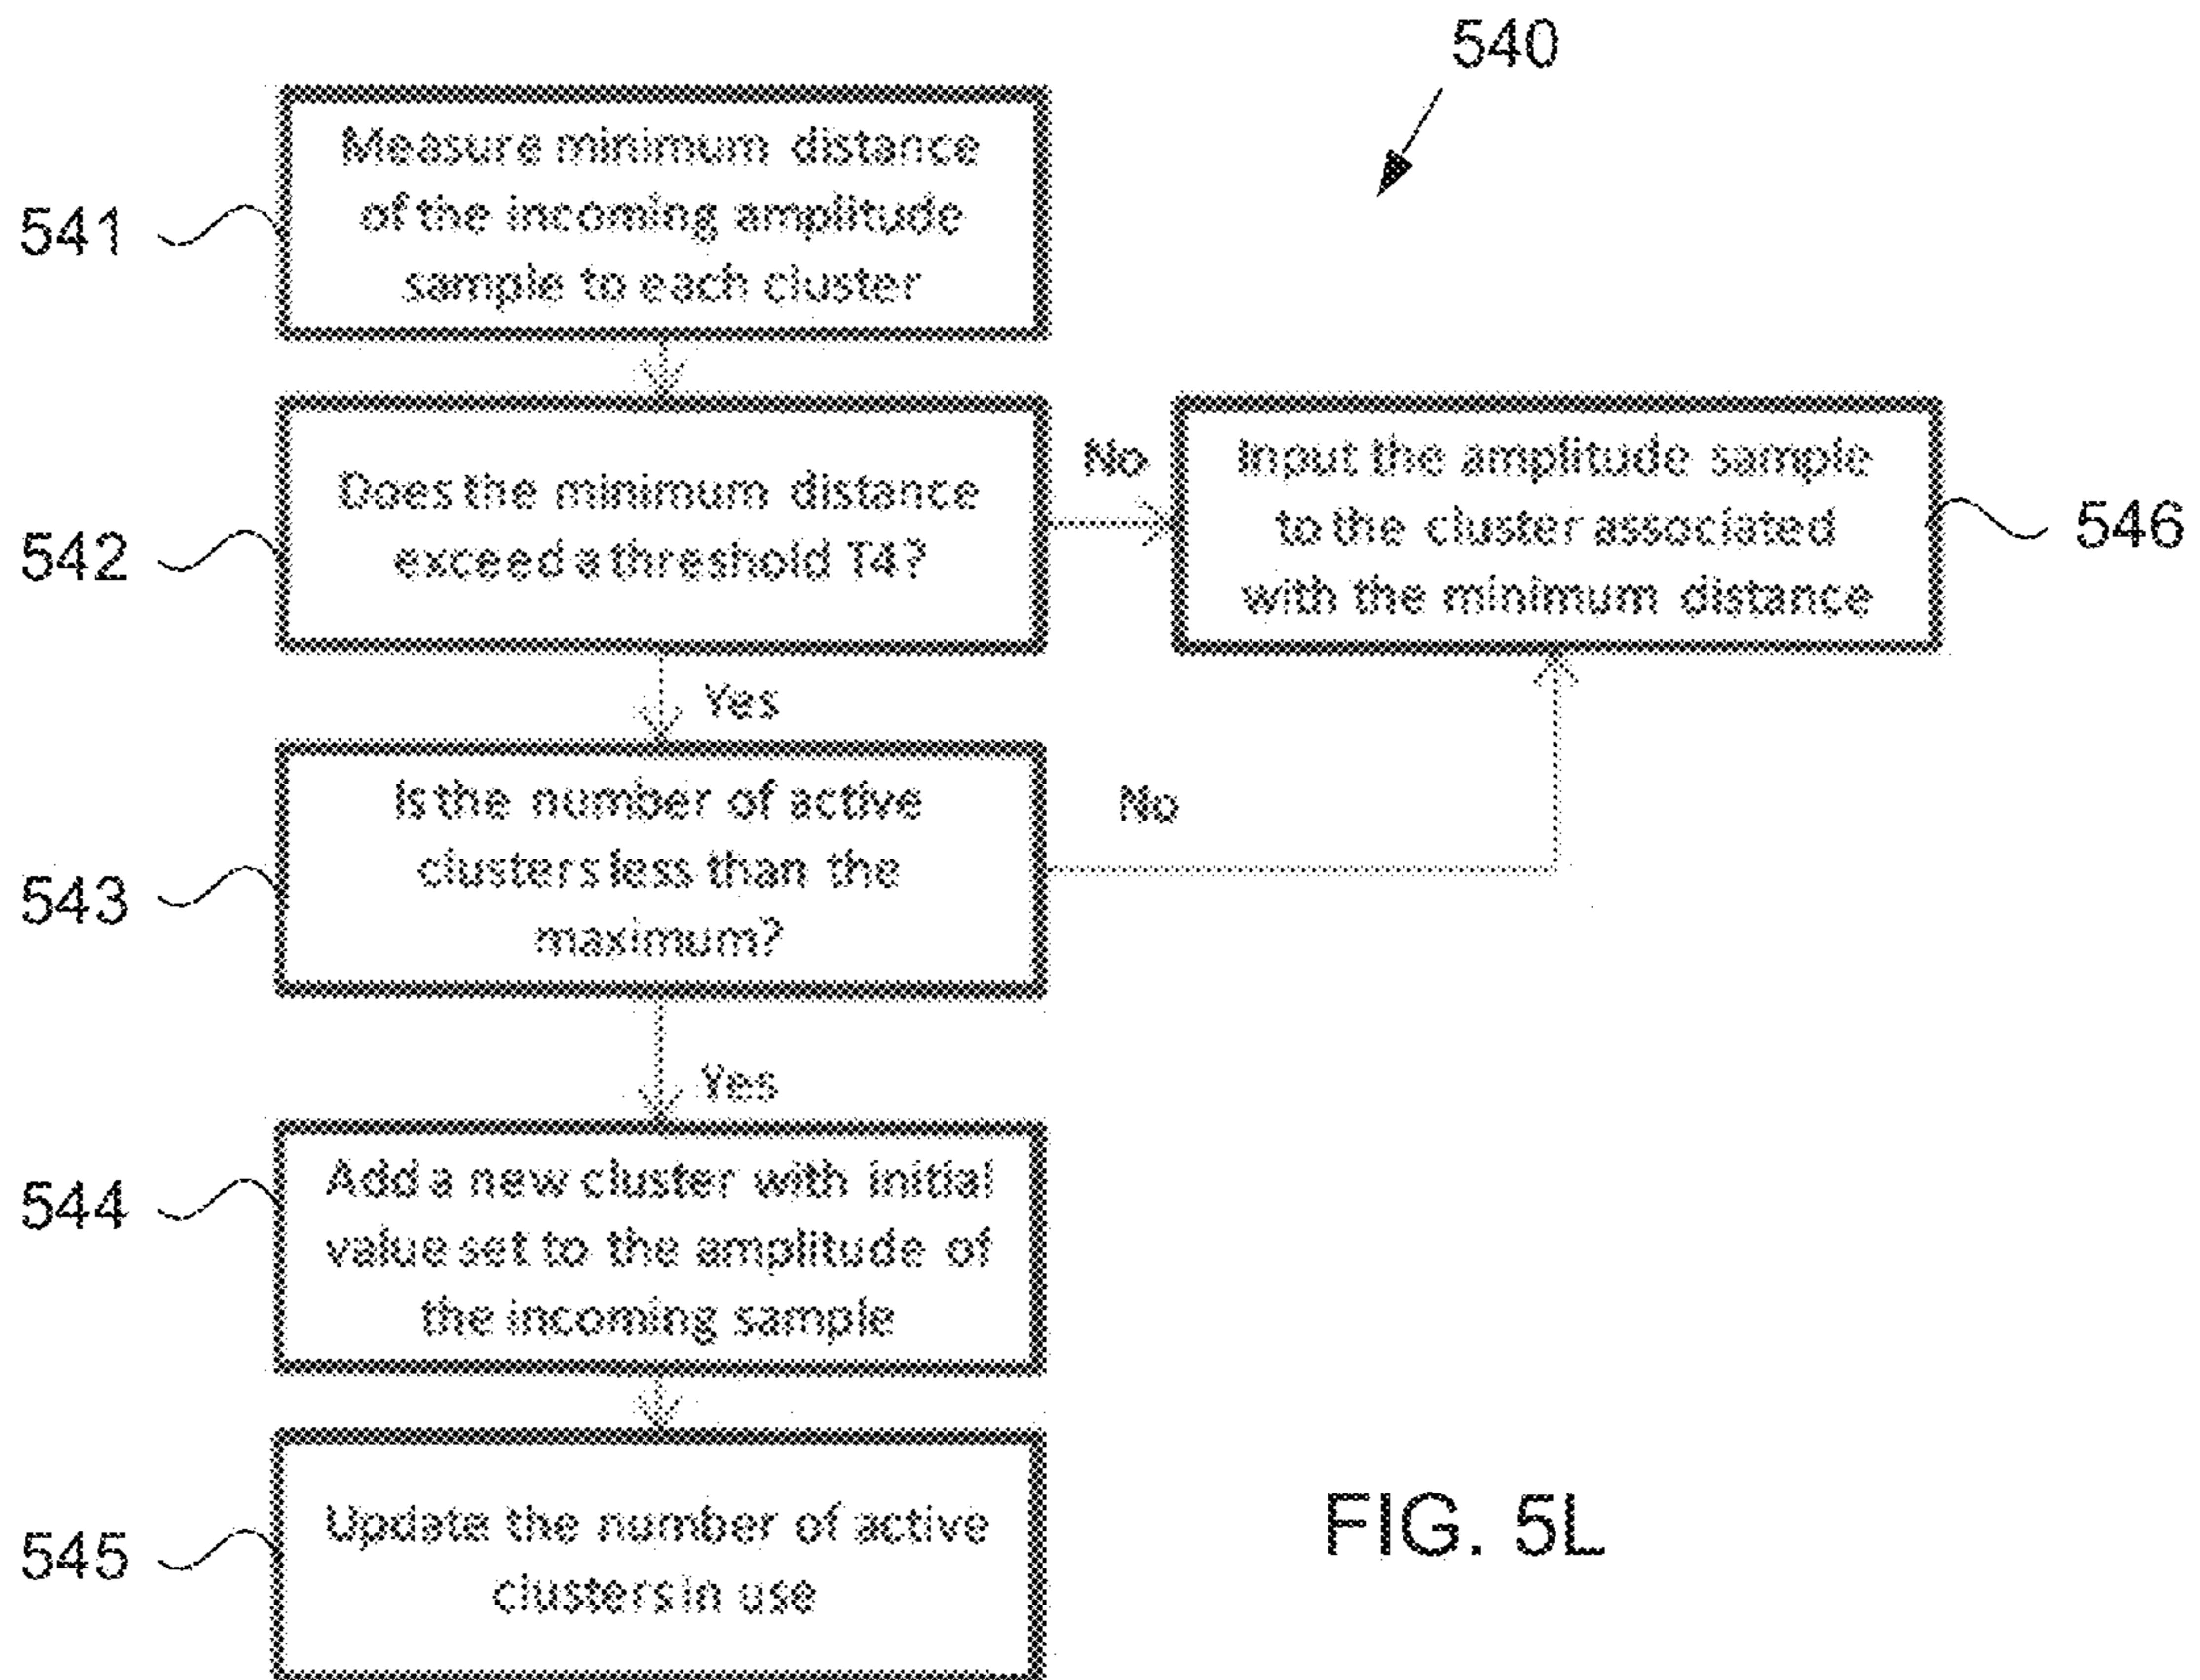 540
Measure minimum distance
of the incoming amplitude
sample to each cluster
541
Does the minimum distance
exceed a threshold T4?
542
No
Input the amplitude sample
to the cluster associated
with the minimum distance
546
Yes
Is the number of active
clusters less than the
maximum?
543
No
Yes
Add a new cluster with initial
value set to the amplitude of
the incoming sample
544
Update the number of active
clusters in use
545
FIG. 5L